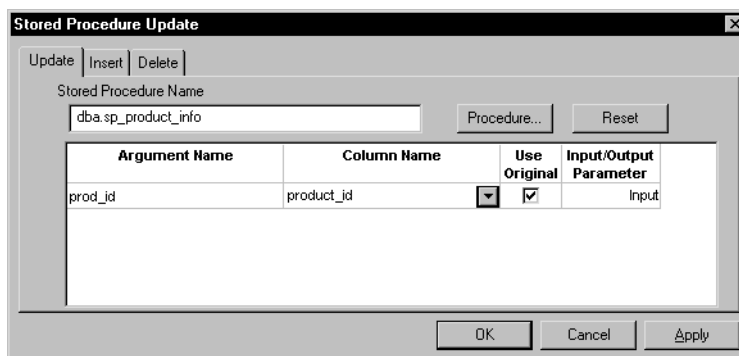 Stored Procedure Update
Update Insert Delete
Stored Procedure Name
dba.sp_product_info Procedure... Reset
Argument Name Column Name Use Original Input/Output Parameter
prod_id product_id Input
OK Cancel Apply